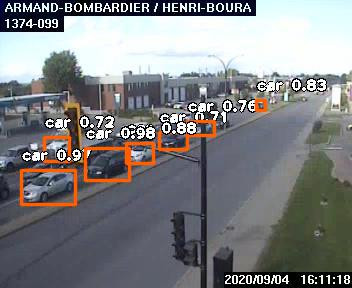 ARMAND-BOMBARDIER / HENRI-BOURA
1374-099
car 0.83
car 0.76
car 0.71
car 0.72
0.88
car 0.98
car 0.9
2020/09/04 16:11:18